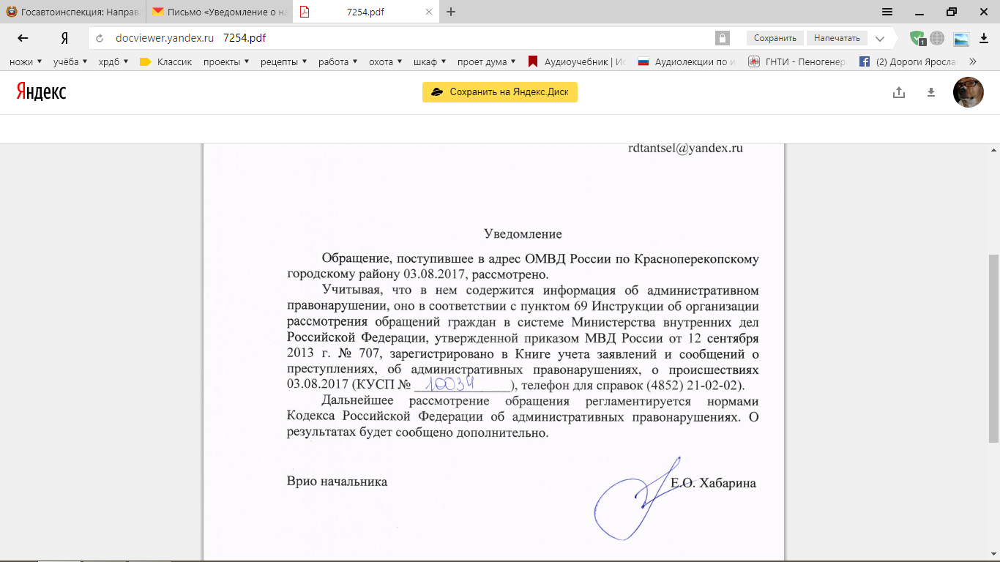 Госавтоинспекция: Направл
Письмо «Уведомление о на
7254.pdf
Я
docviewer.yandex.ru 7254.pdf
Сохранить
Напечатать
1
ножи
учёба
хрдб
Классик
проекты
рецепты
работа
охота
шкаф
проет дума
Аудиоучебник | Ис
Аудиолекции по и
ГНТИ - Пеногенер
(2) Дороги Яросла
»
Яндекс
Сохранить на Яндекс.Диск
rdtantsel@yandex.ru
Уведомление
Обращение, поступившее в адрес ОМВД России по Красноперекопскому
городскому району 03.08.2017, рассмотрено.
Учитывая, что в нем содержится информация об административном
правонарушении, оно в соответствии с пунктом 69 Инструкции об организации
рассмотрения обращений граждан в системе Министерства внутренних дел
Российской Федерации, утвержденной приказом МВД России от 12 сентября
2013 г. № 707, зарегистрировано в Книге учета заявлений и сообщений о
преступлениях, об административных правонарушениях, о происшествиях
03.08.2017 (КУСП № 10034), телефон для справок (4852) 21-02-02).
Дальнейшее рассмотрение обращения регламентируется нормами
Кодекса Российской Федерации об административных правонарушениях. О
результатах будет сообщено дополнительно.
Врио начальника
Е.О. Хабарина